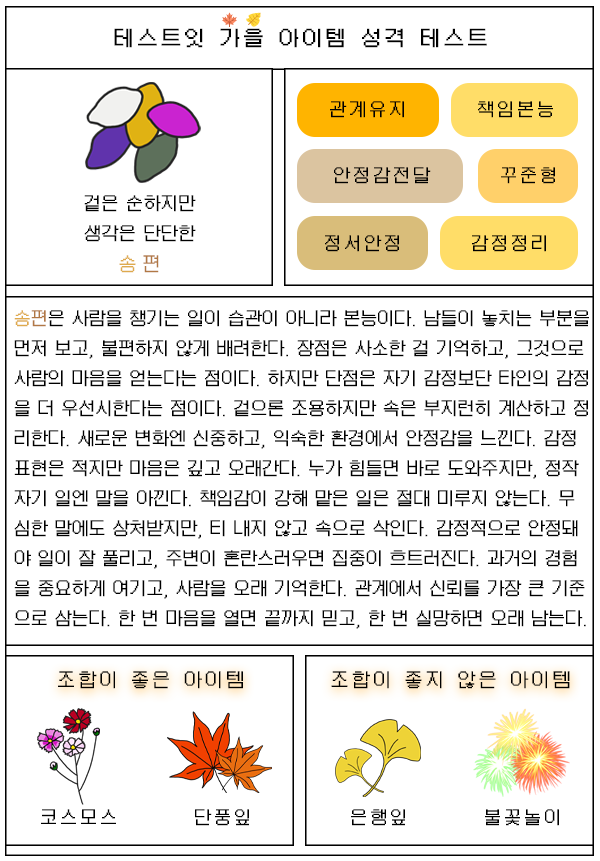 테스트잇 가을 아이템 성격 테스트
겉은 순하지만
생각은 단단한
송편
관계유지
책임본능
안정감전달
꾸준형
정서안정
감정정리
송편은 사람을 챙기는 일이 습관이 아니라 본능이다. 남들이 놓치는 부분을
먼저 보고, 불편하지 않게 배려한다. 장점은 사소한 걸 기억하고, 그것으로
사람의 마음을 얻는다는 점이다. 하지만 단점은 자기 감정보단 타인의 감정
을 더 우선시한다는 점이다. 겉으론 조용하지만 속은 부지런히 계산하고 정
리한다. 새로운 변화엔 신중하고, 익숙한 환경에서 안정감을 느낀다. 감정
표현은 적지만 마음은 깊고 오래간다. 누가 힘들면 바로 도와주지만, 정작
자기 일엔 말을 아낀다. 책임감이 강해 맡은 일은 절대 미루지 않는다. 무
심한 말에도 상처받지만, 티 내지 않고 속으로 삭인다. 감정적으로 안정돼
야 일이 잘 풀리고, 주변이 혼란스러우면 집중이 흐트러진다. 과거의 경험
을 중요하게 여기고, 사람을 오래 기억한다. 관계에서 신뢰를 가장 큰 기준
으로 삼는다. 한 번 마음을 열면 끝까지 믿고, 한 번 실망하면 오래 남는다.
조합이 좋은 아이템
코스모스
단풍잎
조합이 좋지 않은 아이템
은행잎
불꽃놀이